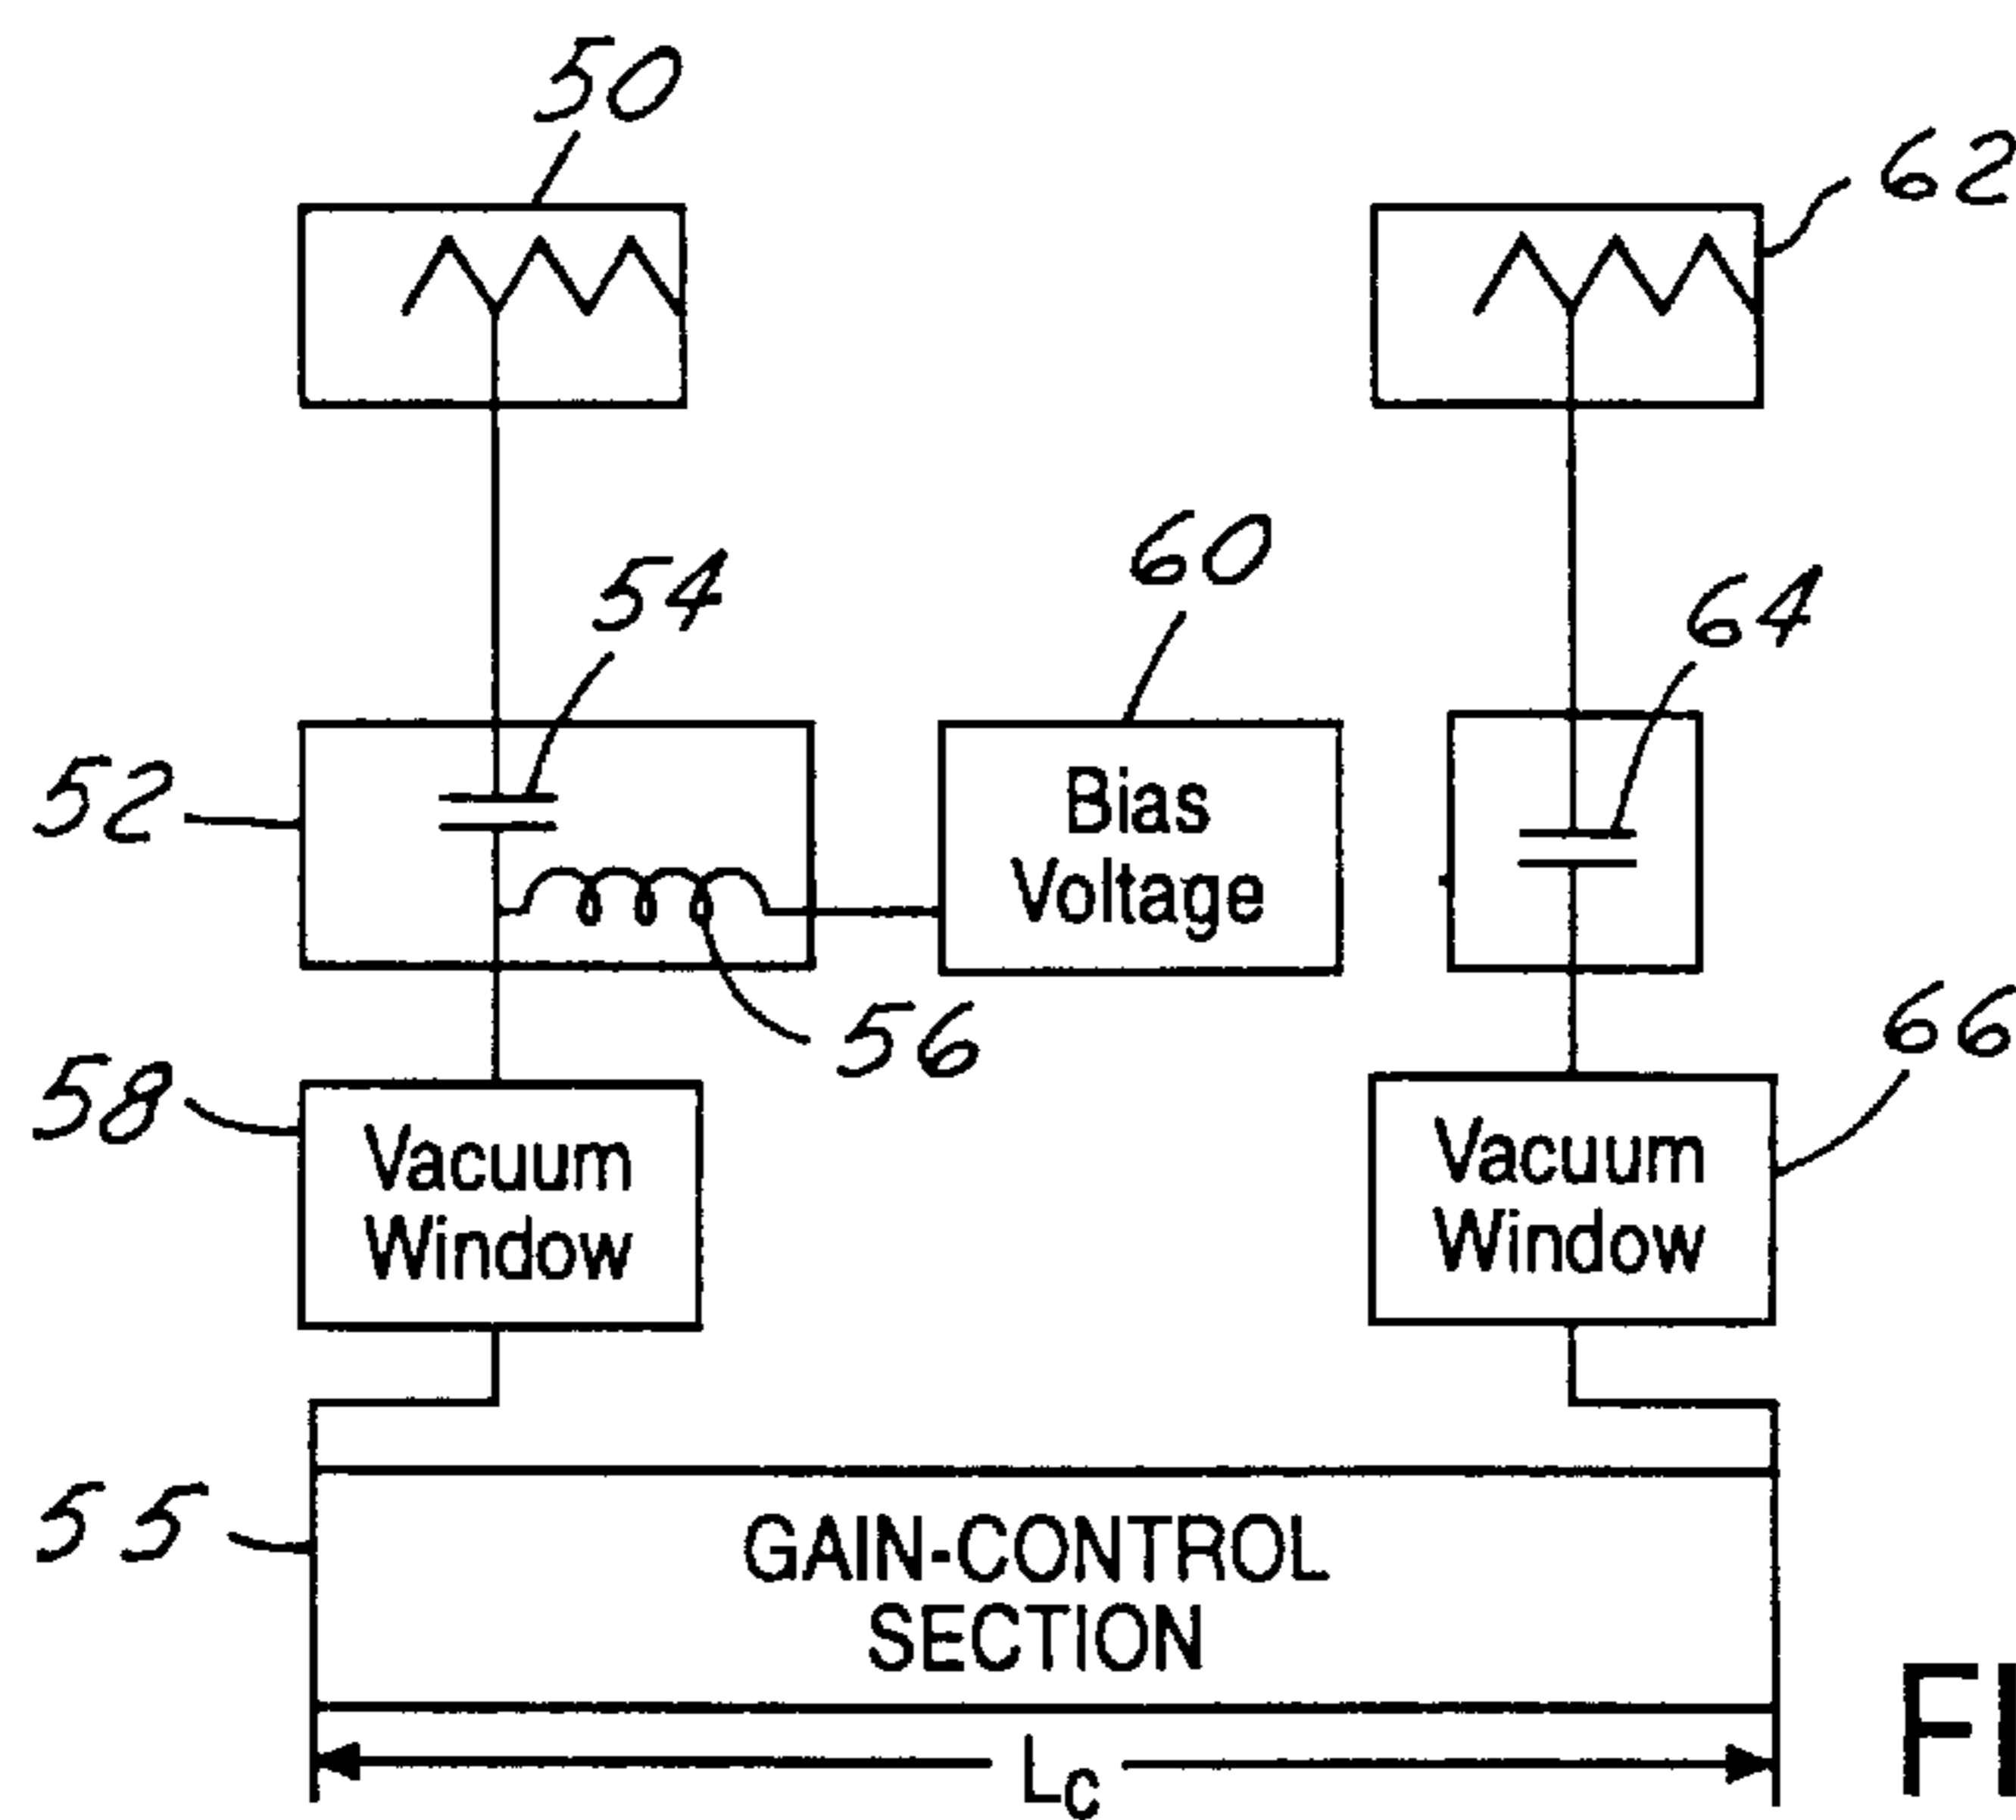 50
62
54
60
64
52
Bias
Voltage
56
66
58
Vacuum
Window
Vacuum
Window
55
GAIN-CONTROL
SECTION
Lc